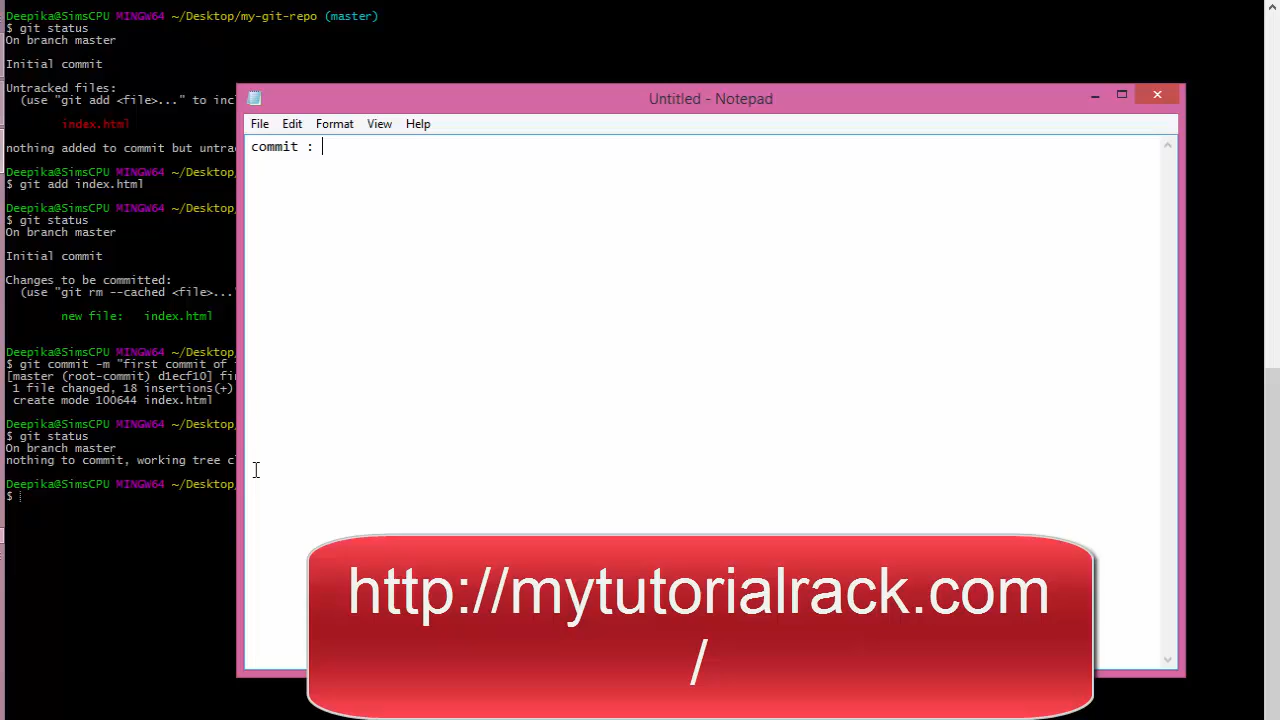 Deepika@SimsCPU MINGW64 ~/Desktop/my-git-repo (master)
$ git status
On branch master
Initial commit
Untracked files:
(use "git add <file>..." to incl
index.html
nothing added to commit but untrac
Deepika@SimsCPU MINGW64 ~/Desktop/
$ git add index.html
Deepika@SimsCPU MINGW64 ~/Desktop/
$ git status
On branch master
Initial commit
Changes to be committed:
(use "git rm --cached <file>..."
new file: index.html
Deepika@SimsCPU MINGW64 ~/Desktop/
$ git commit -m "first commit of
[master (root-commit) d1ecf10] fi
1 file changed, 18 insertions(+)
create mode 100644 index.html
Deepika@SimsCPU MINGW64 ~/Desktop/
$ git status
On branch master
nothing to commit, working tree c
Deepika@SimsCPU MINGW64 ~/Desktop/
$
Untitled - Notepad
File Edit Format View Help
commit :
http://mytutorialrack.com
/